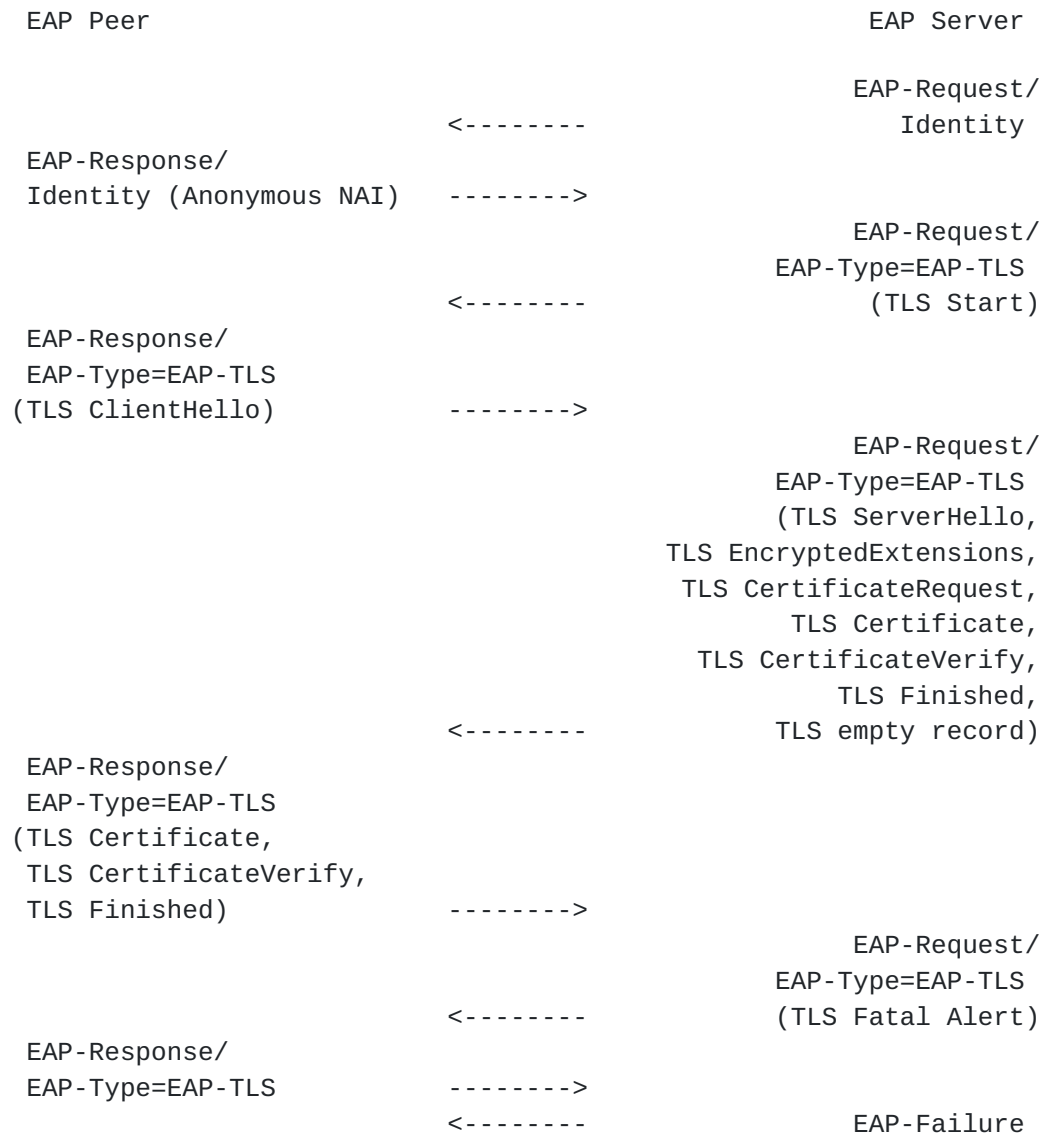 EAP Peer                                              EAP Server

                                                     EAP-Request/
                           <--------                    Identity
EAP-Response/
Identity (Anonymous NAI)   -------->
                                                     EAP-Request/
                                                EAP-Type=EAP-TLS
                           <--------                  (TLS Start)
EAP-Response/
EAP-Type=EAP-TLS
(TLS ClientHello)           -------->
                                                     EAP-Request/
                                                EAP-Type=EAP-TLS
                                                (TLS ServerHello,
                                         TLS EncryptedExtensions,
                                          TLS CertificateRequest,
                                                 TLS Certificate,
                                           TLS CertificateVerify,
                                                    TLS Finished,
                           <--------            TLS empty record)
EAP-Response/
EAP-Type=EAP-TLS
(TLS Certificate,
TLS CertificateVerify,
TLS Finished)              -------->
                                                     EAP-Request/
                                                EAP-Type=EAP-TLS
                           <--------            (TLS Fatal Alert)
EAP-Response/
EAP-Type=EAP-TLS           -------->
                           <--------                 EAP-Failure